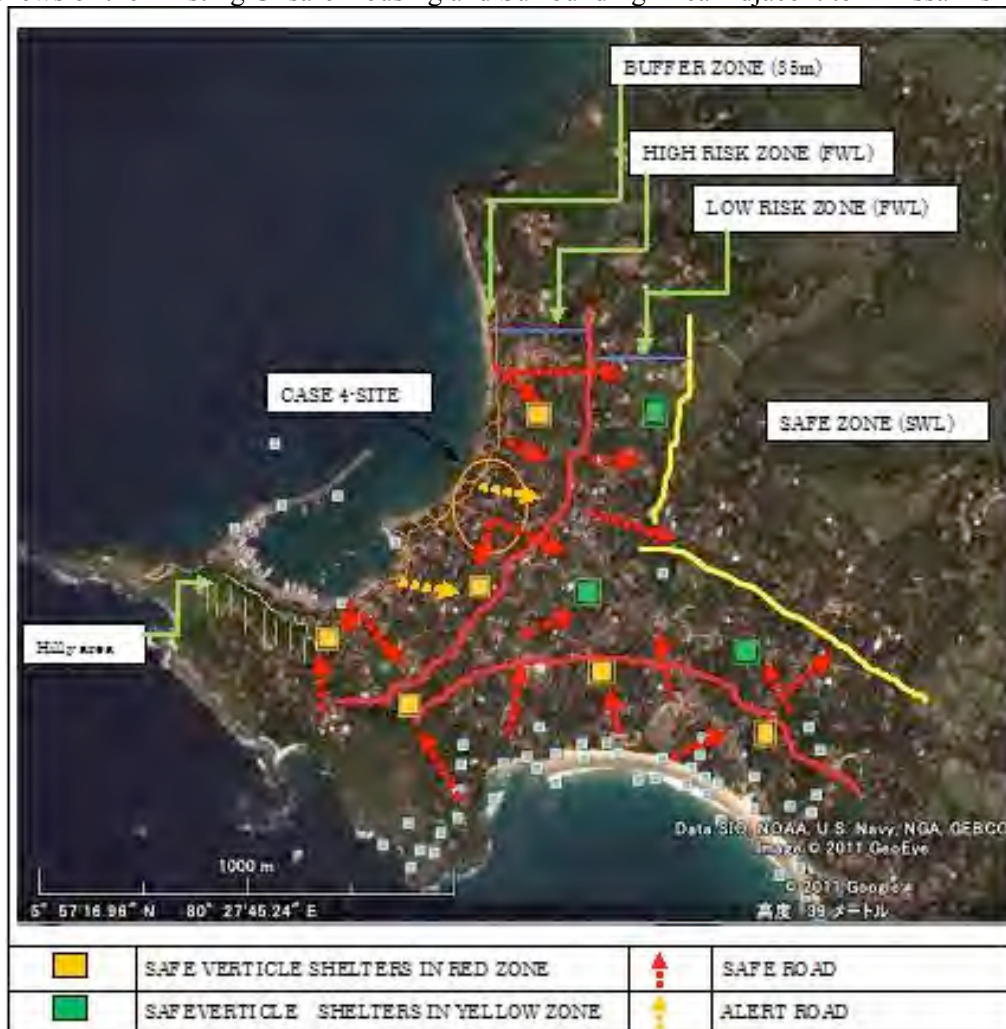 BUFFER ZONE (35m)
HIGH RISK ZONE (FWL)
LOW RISK ZONE (FWL)
CASE 4-SITE
SAFE ZONE (SWL)
Hilly area
Data SIO, NOAA, U.S. Navy, NGA, GEBCO
Image © 2011 GeoEye
© 2011 Google
1000 m
5° 57'16.96" N 80° 27'45.24" E
高度 39 メートル
SAFE VERTICLE SHELTERS IN RED ZONE
SAFE ROAD
SAFEVERTICLE SHELTERS IN YELLOW ZONE
ALERT ROAD